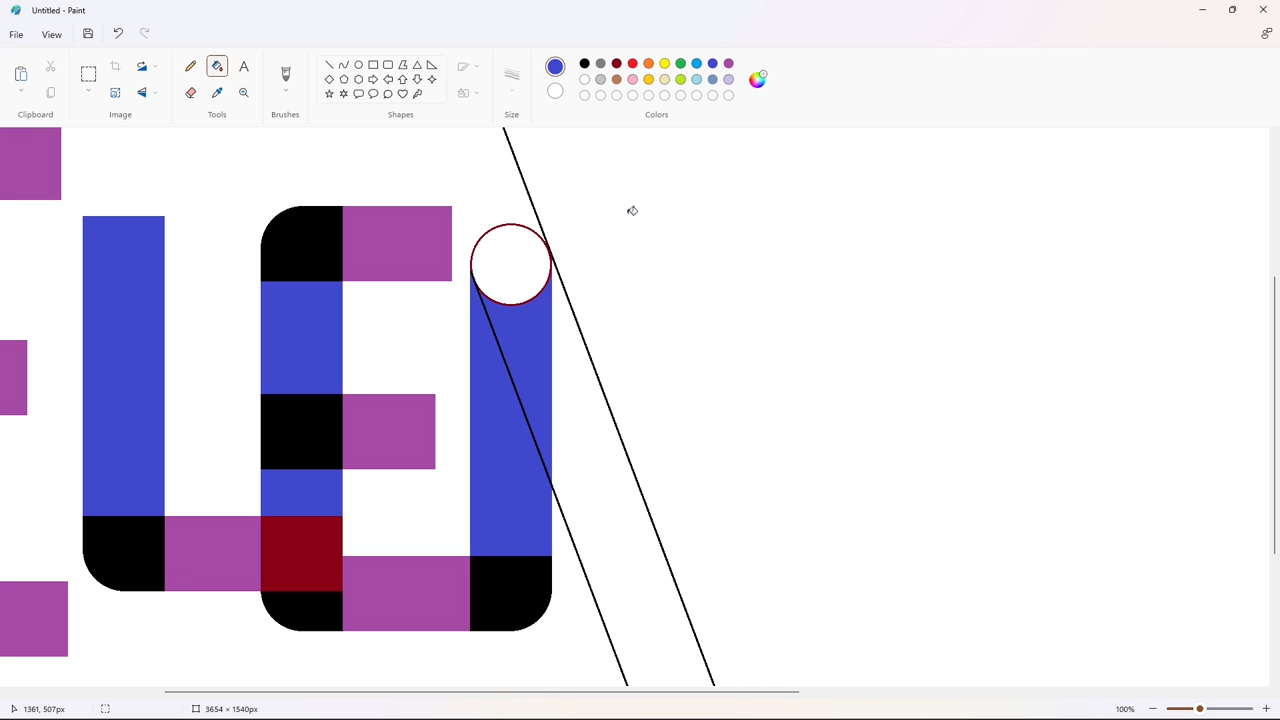 Untitled - Paint
File View
Clipboard Image Tools Brushes Shapes Size Colors
1361, 507px 3654 × 1540px 100%